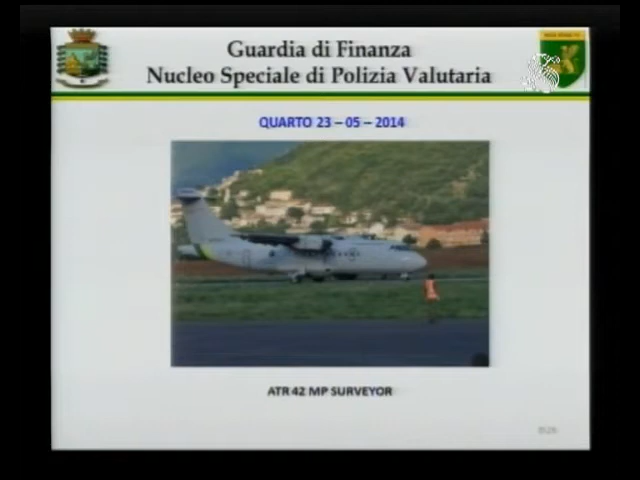 Guardia di Finanza
Nucleo Speciale di Polizia Valutaria
QUARTO 23 – 05 – 2014
ATR 42 MP SURVEYOR